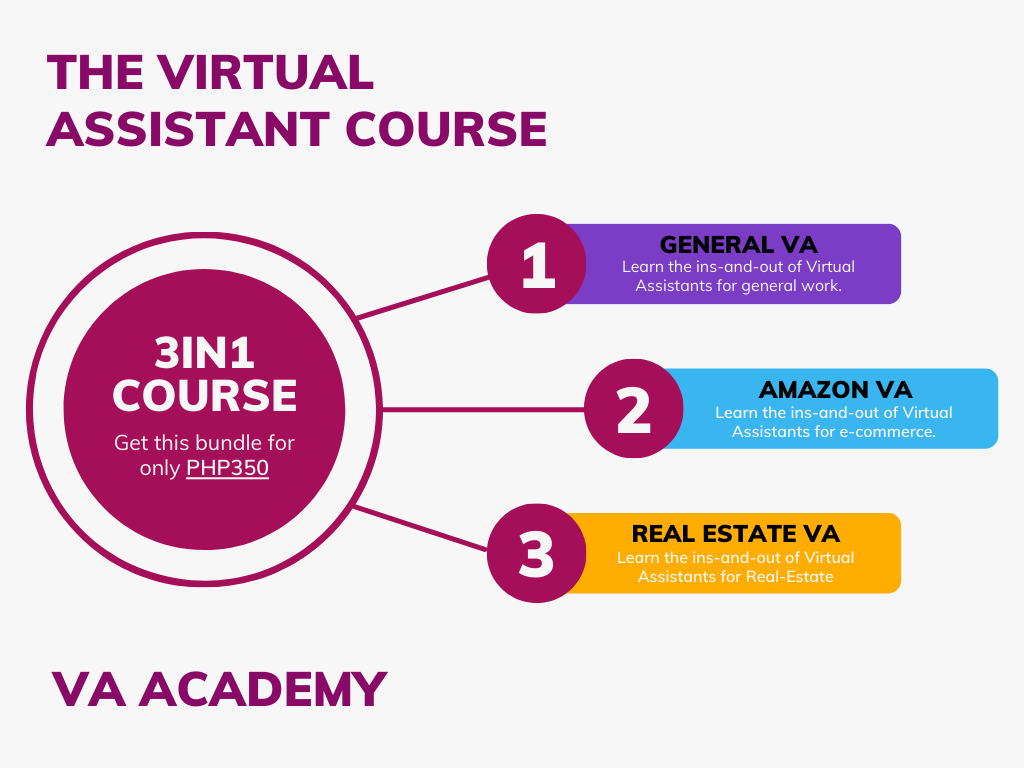 THE VIRTUAL
ASSISTANT COURSE
3IN1
COURSE
Get this bundle for
only PHP350
1
GENERAL VA
Learn the ins-and-out of Virtual
Assistants for general work.
2
AMAZON VA
Learn the ins-and-out of Virtual
Assistants for e-commerce.
3
REAL ESTATE VA
Learn the ins-and-out of Virtual
Assistants for Real-Estate
VA ACADEMY